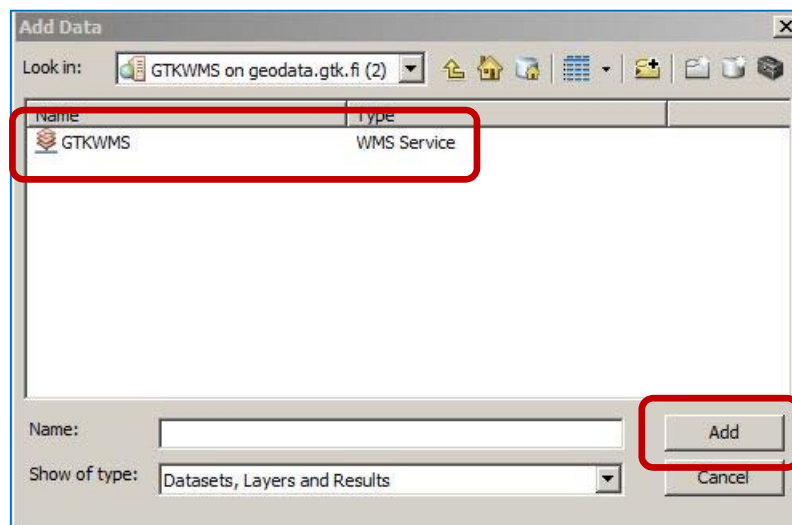 Add Data
Look in: GTKWMS on geodata.gtk.fi (2)
Name Type
GTKWMS WMS Service
Name: Add
Show of type: Datasets, Layers and Results Cancel